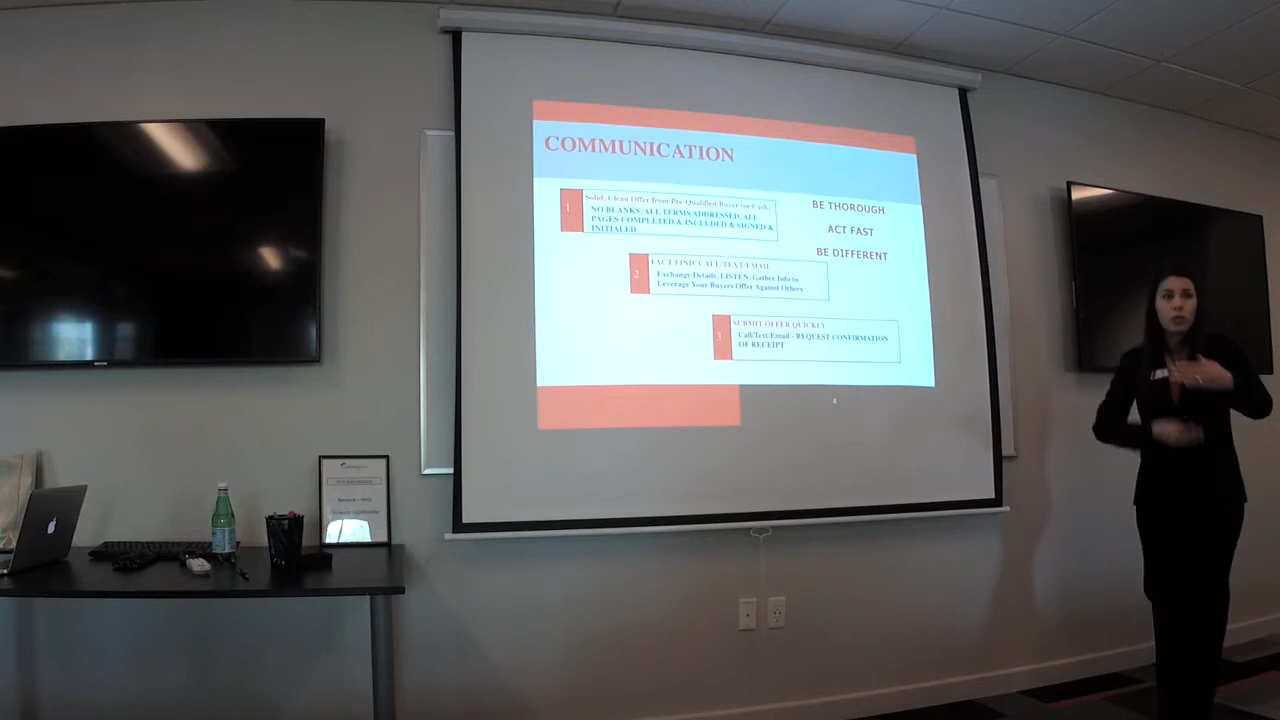 COMMUNICATION
1
Solid, Clean Offer from Pre-Qualified Buyer (or Cash)
NO BLANKS, ALL TERMS ADDRESSED, ALL
PAGES COMPLETED & INCLUDED & SIGNED &
INITIALED
BE THOROUGH
ACT FAST
BE DIFFERENT
2
FACT FIND, CALL/TEXT/EMAIL
Exchange Details, LISTEN, Gather Info to
Leverage Your Buyers Offer Against Others
3
SUBMIT OFFER QUICKLY
Call/Text/Email - REQUEST CONFIRMATION
OF RECEIPT
4